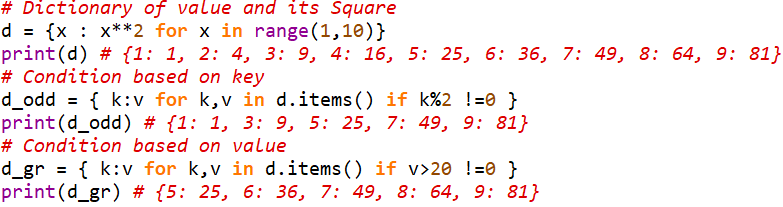 # Dictionary of value and its Square
d = {x : x**2 for x in range(1,10)}
print(d) # {1: 1, 2: 4, 3: 9, 4: 16, 5: 25, 6: 36, 7: 49, 8: 64, 9: 81}
# Condition based on key
d_odd = { k:v for k,v in d.items() if k%2 !=0 }
print(d_odd) # {1: 1, 3: 9, 5: 25, 7: 49, 9: 81}
# Condition based on value
d_gr = { k:v for k,v in d.items() if v>20 !=0 }
print(d_gr) # {5: 25, 6: 36, 7: 49, 8: 64, 9: 81}